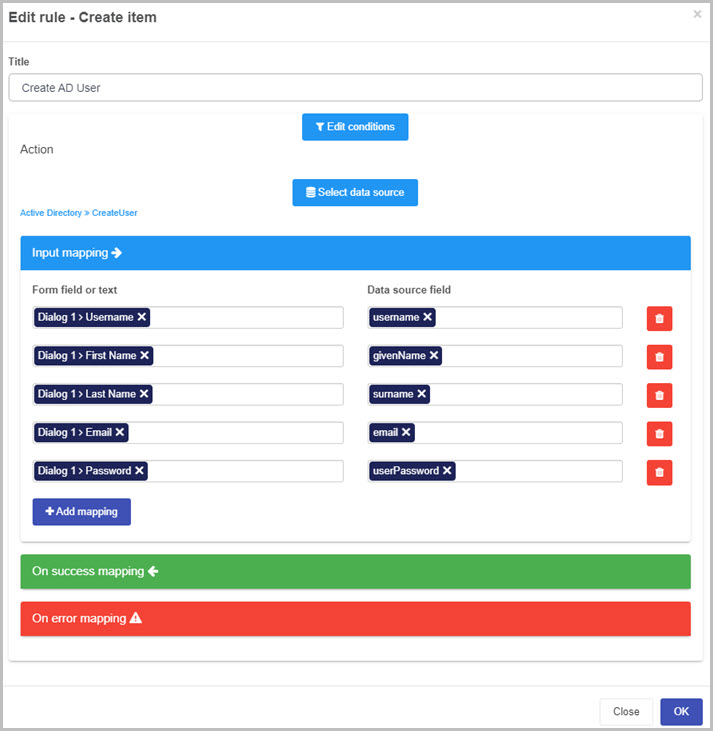 Edit rule - Create item
×
Title
Create AD User
Edit conditions
Action
Select data source
Active Directory » CreateUser
Input mapping
Form field or text Data source field
Dialog 1 > Username × username ×
Dialog 1 > First Name × givenName ×
Dialog 1 > Last Name × surname ×
Dialog 1 > Email × email ×
Dialog 1 > Password × userPassword ×
+ Add mapping
On success mapping
On error mapping
Close OK